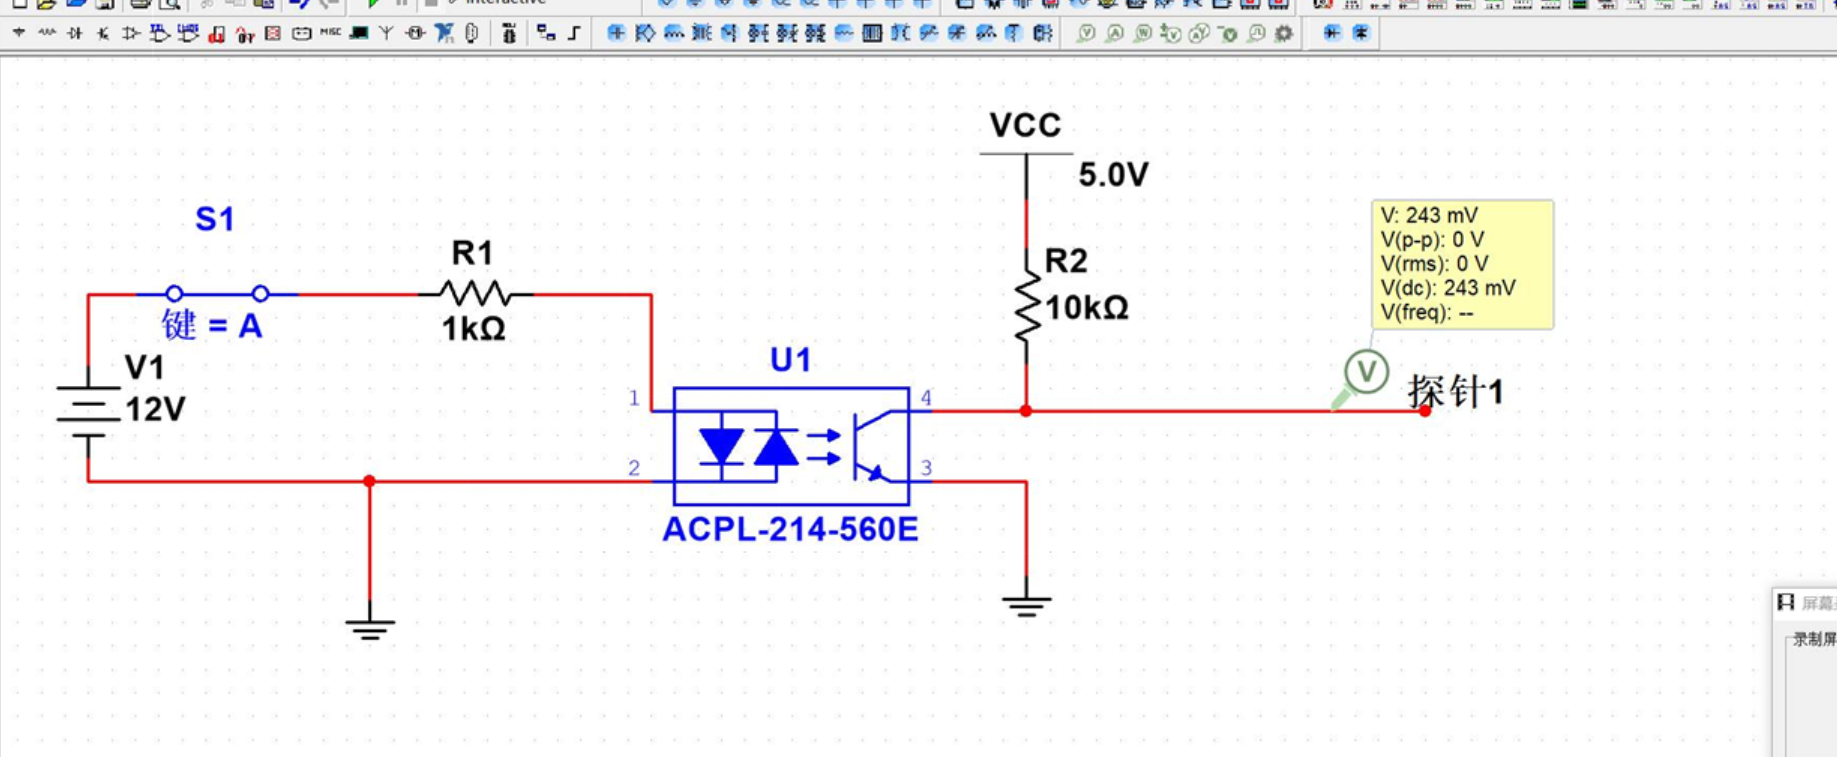 Interactive
MISC
VCC
5.0V
S1
键 = A
R1
1kΩ
R2
10kΩ
V: 243 mV
V(p-p): 0 V
V(rms): 0 V
V(dc): 243 mV
V(freq): --
V
探针1
V1
12V
U1
1
4
2
3
ACPL-214-560E
屏幕
录制屏